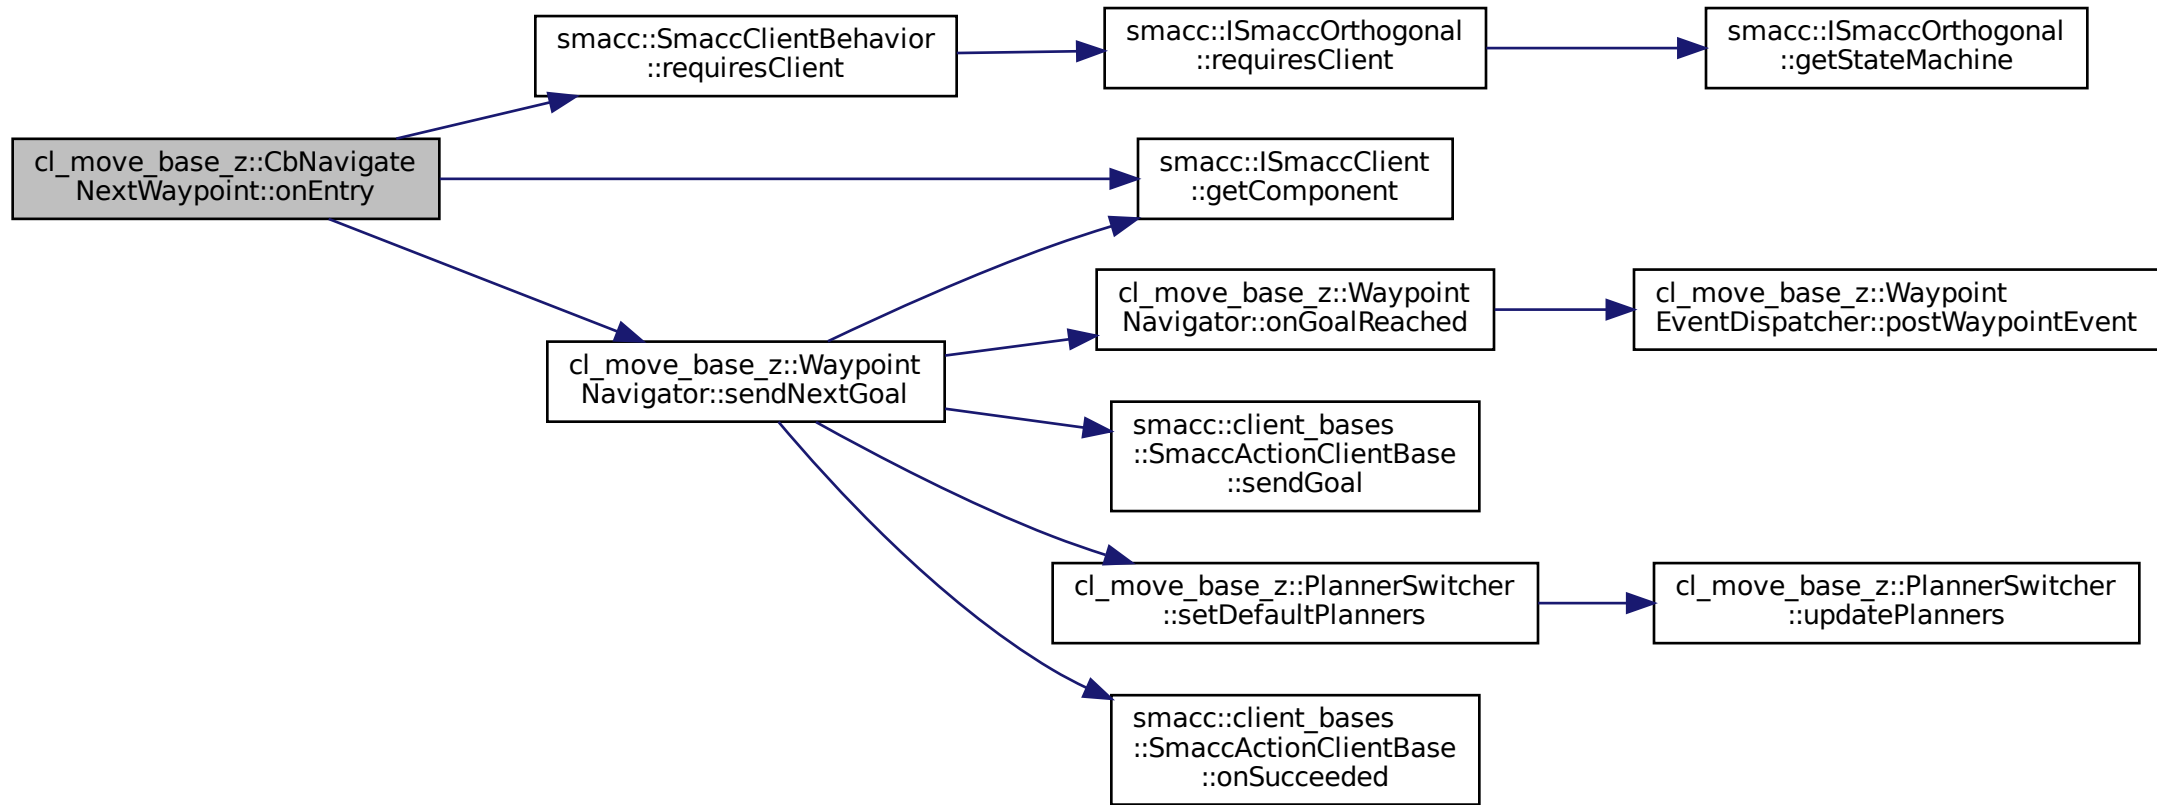 smacc::SmaccClientBehavior
::requiresClient
smacc::ISmaccOrthogonal
::requiresClient
smacc::ISmaccOrthogonal
::getStateMachine
cl_move_base_z::CbNavigate
NextWaypoint::onEntry
smacc::ISmaccClient
::getComponent
cl_move_base_z::Waypoint
Navigator::onGoalReached
cl_move_base_z::Waypoint
EventDispatcher::postWaypointEvent
cl_move_base_z::Waypoint
Navigator::sendNextGoal
smacc::client_bases
::SmaccActionClientBase
::sendGoal
cl_move_base_z::PlannerSwitcher
::setDefaultPlanners
cl_move_base_z::PlannerSwitcher
::updatePlanners
smacc::client_bases
::SmaccActionClientBase
::onSucceeded